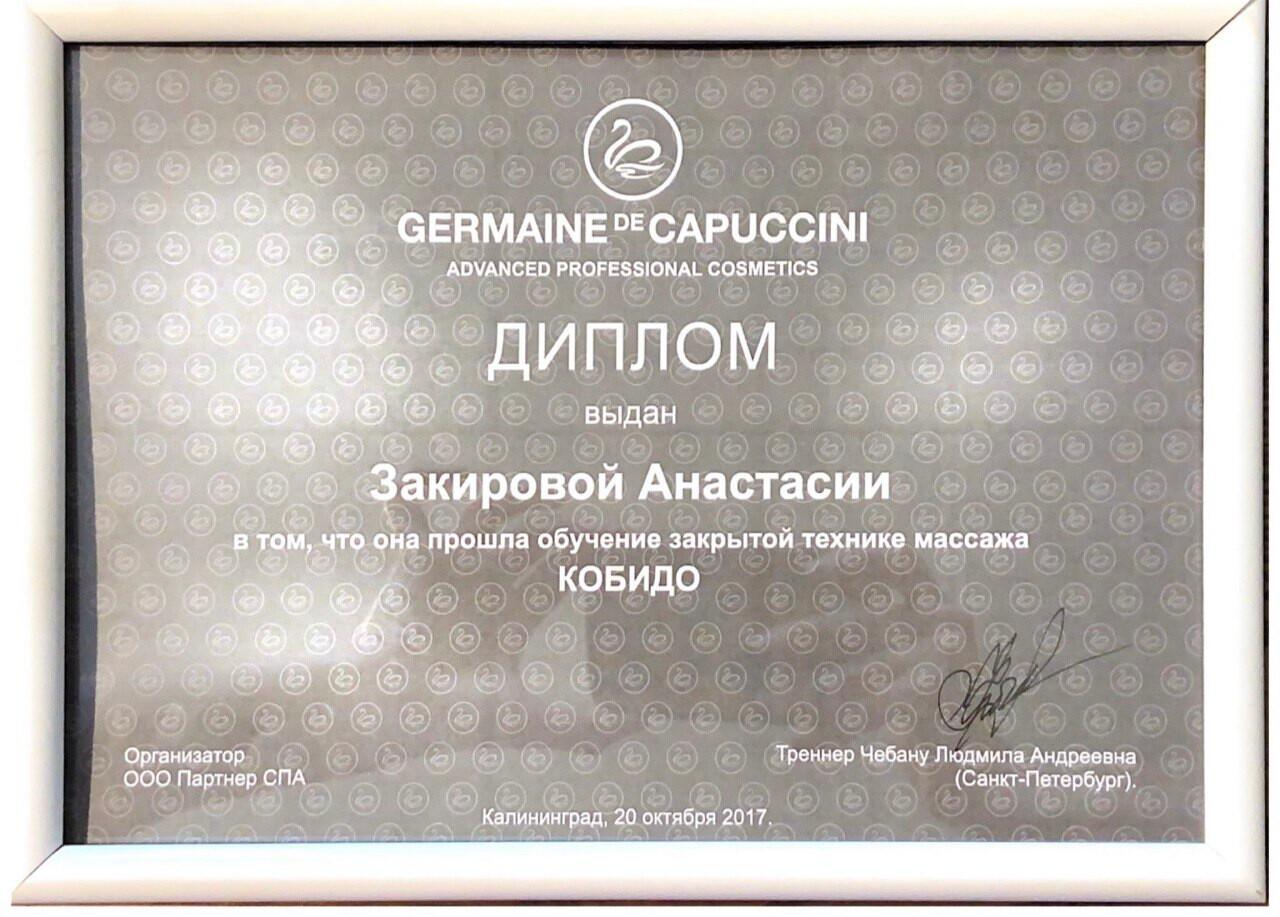 GERMAINE DE CAPUCCINI
ADVANCED PROFESSIONAL COSMETICS
ДИПЛОМ
выдан
Закировой Анастасии
в том, что она прошла обучение закрытой технике массажа
КОБИДО
Организатор
ООО Партнер СПА
Треннер Чебану Людмила Андреевна
(Санкт-Петербург).
Калининград, 20 октября 2017.